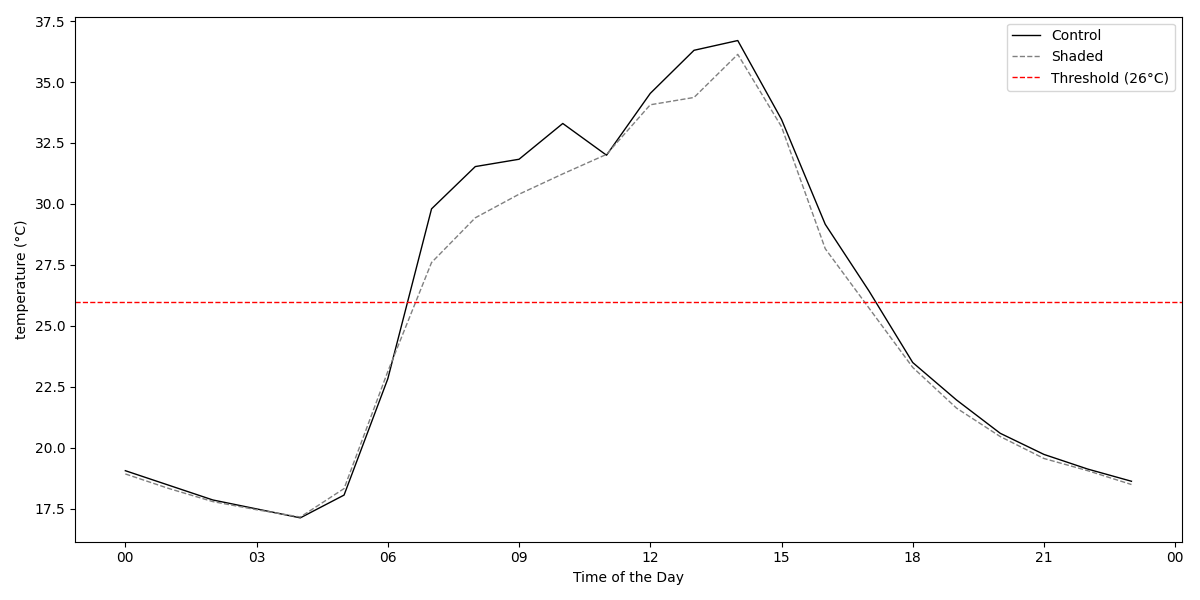 37.5
35.0
32.5
30.0
27.5
25.0
22.5
20.0
17.5
temperature (°C)
Control
Shaded
Threshold (26°C)
00 03 06 09 12 15 18 21 00
Time of the Day